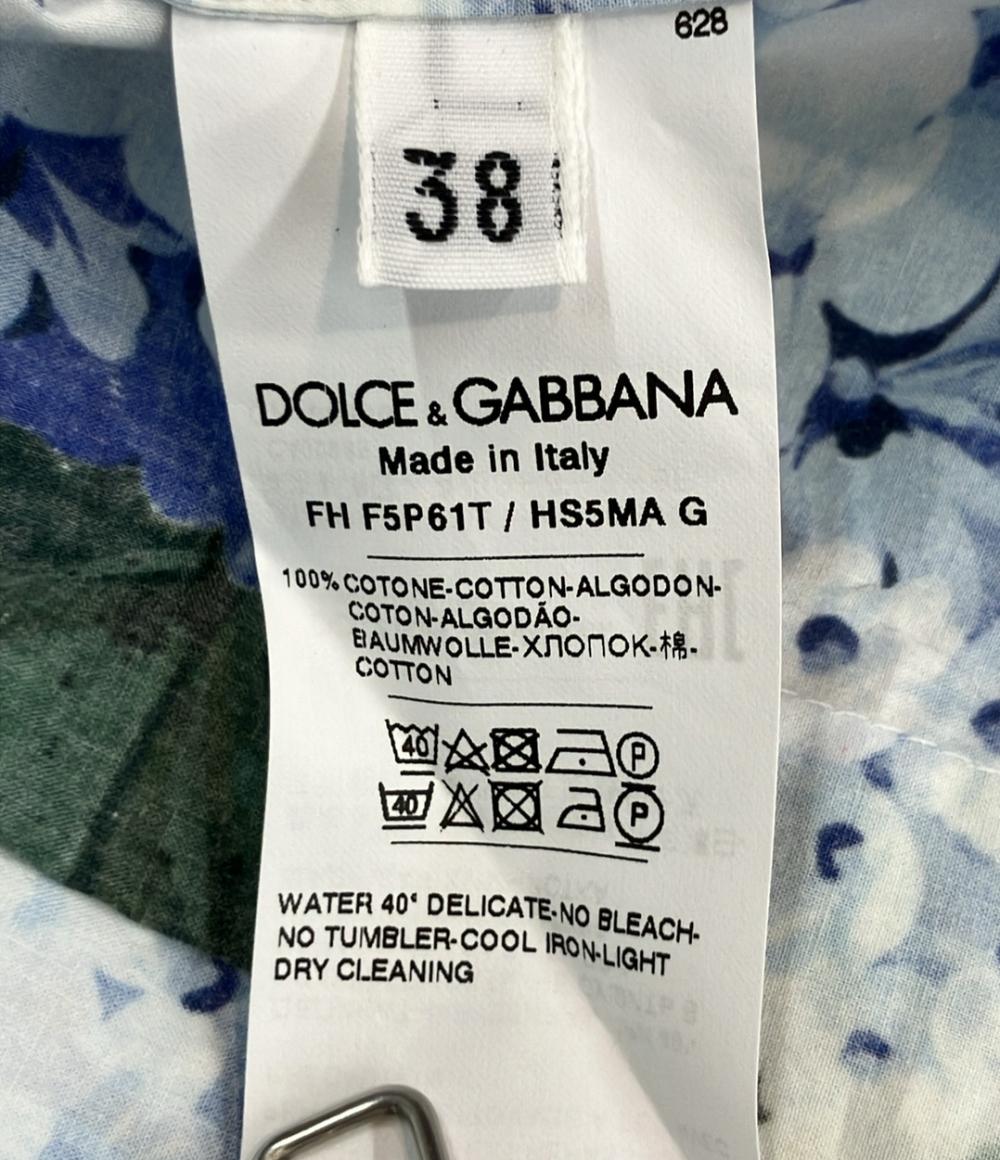 628
38
DOLCE & GABBANA
Made in Italy
FH F5P61T / HS5MA G
100% COTONE-COTTON-ALGODON-
COTON-ALGODÃO-
BAUMWOLLE-ХЛОПОК-棉-
COTTON
40 P
40 P
WATER 40° DELICATE-NO BLEACH-
NO TUMBLER-COOL IRON-LIGHT
DRY CLEANING